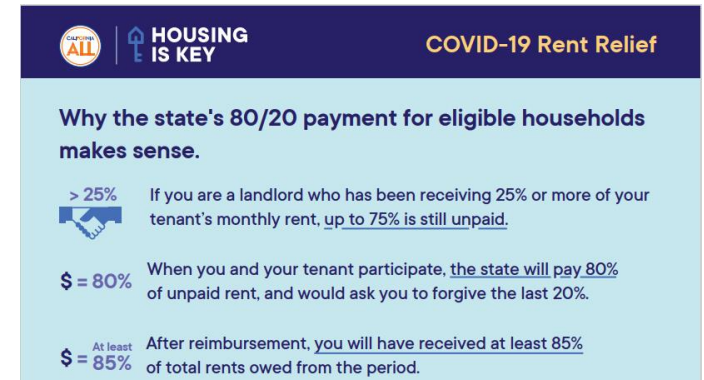 CALIFORNIA
ALL
HOUSING
IS KEY
COVID-19 Rent Relief
Why the state's 80/20 payment for eligible households
makes sense.
> 25%
If you are a landlord who has been receiving 25% or more of your
tenant's monthly rent, up to 75% is still unpaid.
$ = 80%
When you and your tenant participate, the state will pay 80%
of unpaid rent, and would ask you to forgive the last 20%.
$ = At least 85%
After reimbursement, you will have received at least 85%
of total rents owed from the period.